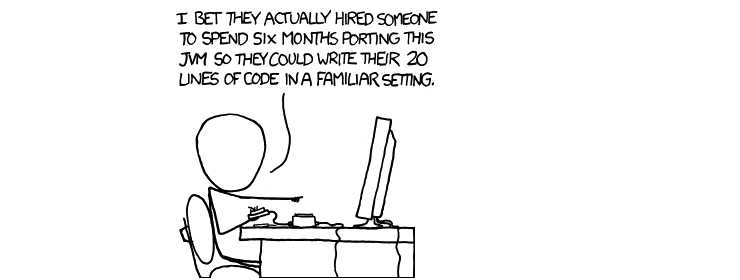 I BET THEY ACTUALLY HIRED SOMEONE
TO SPEND SIX MONTHS PORTING THIS
JVM SO THEY COULD WRITE THEIR 20
LINES OF CODE IN A FAMILIAR SETTING.